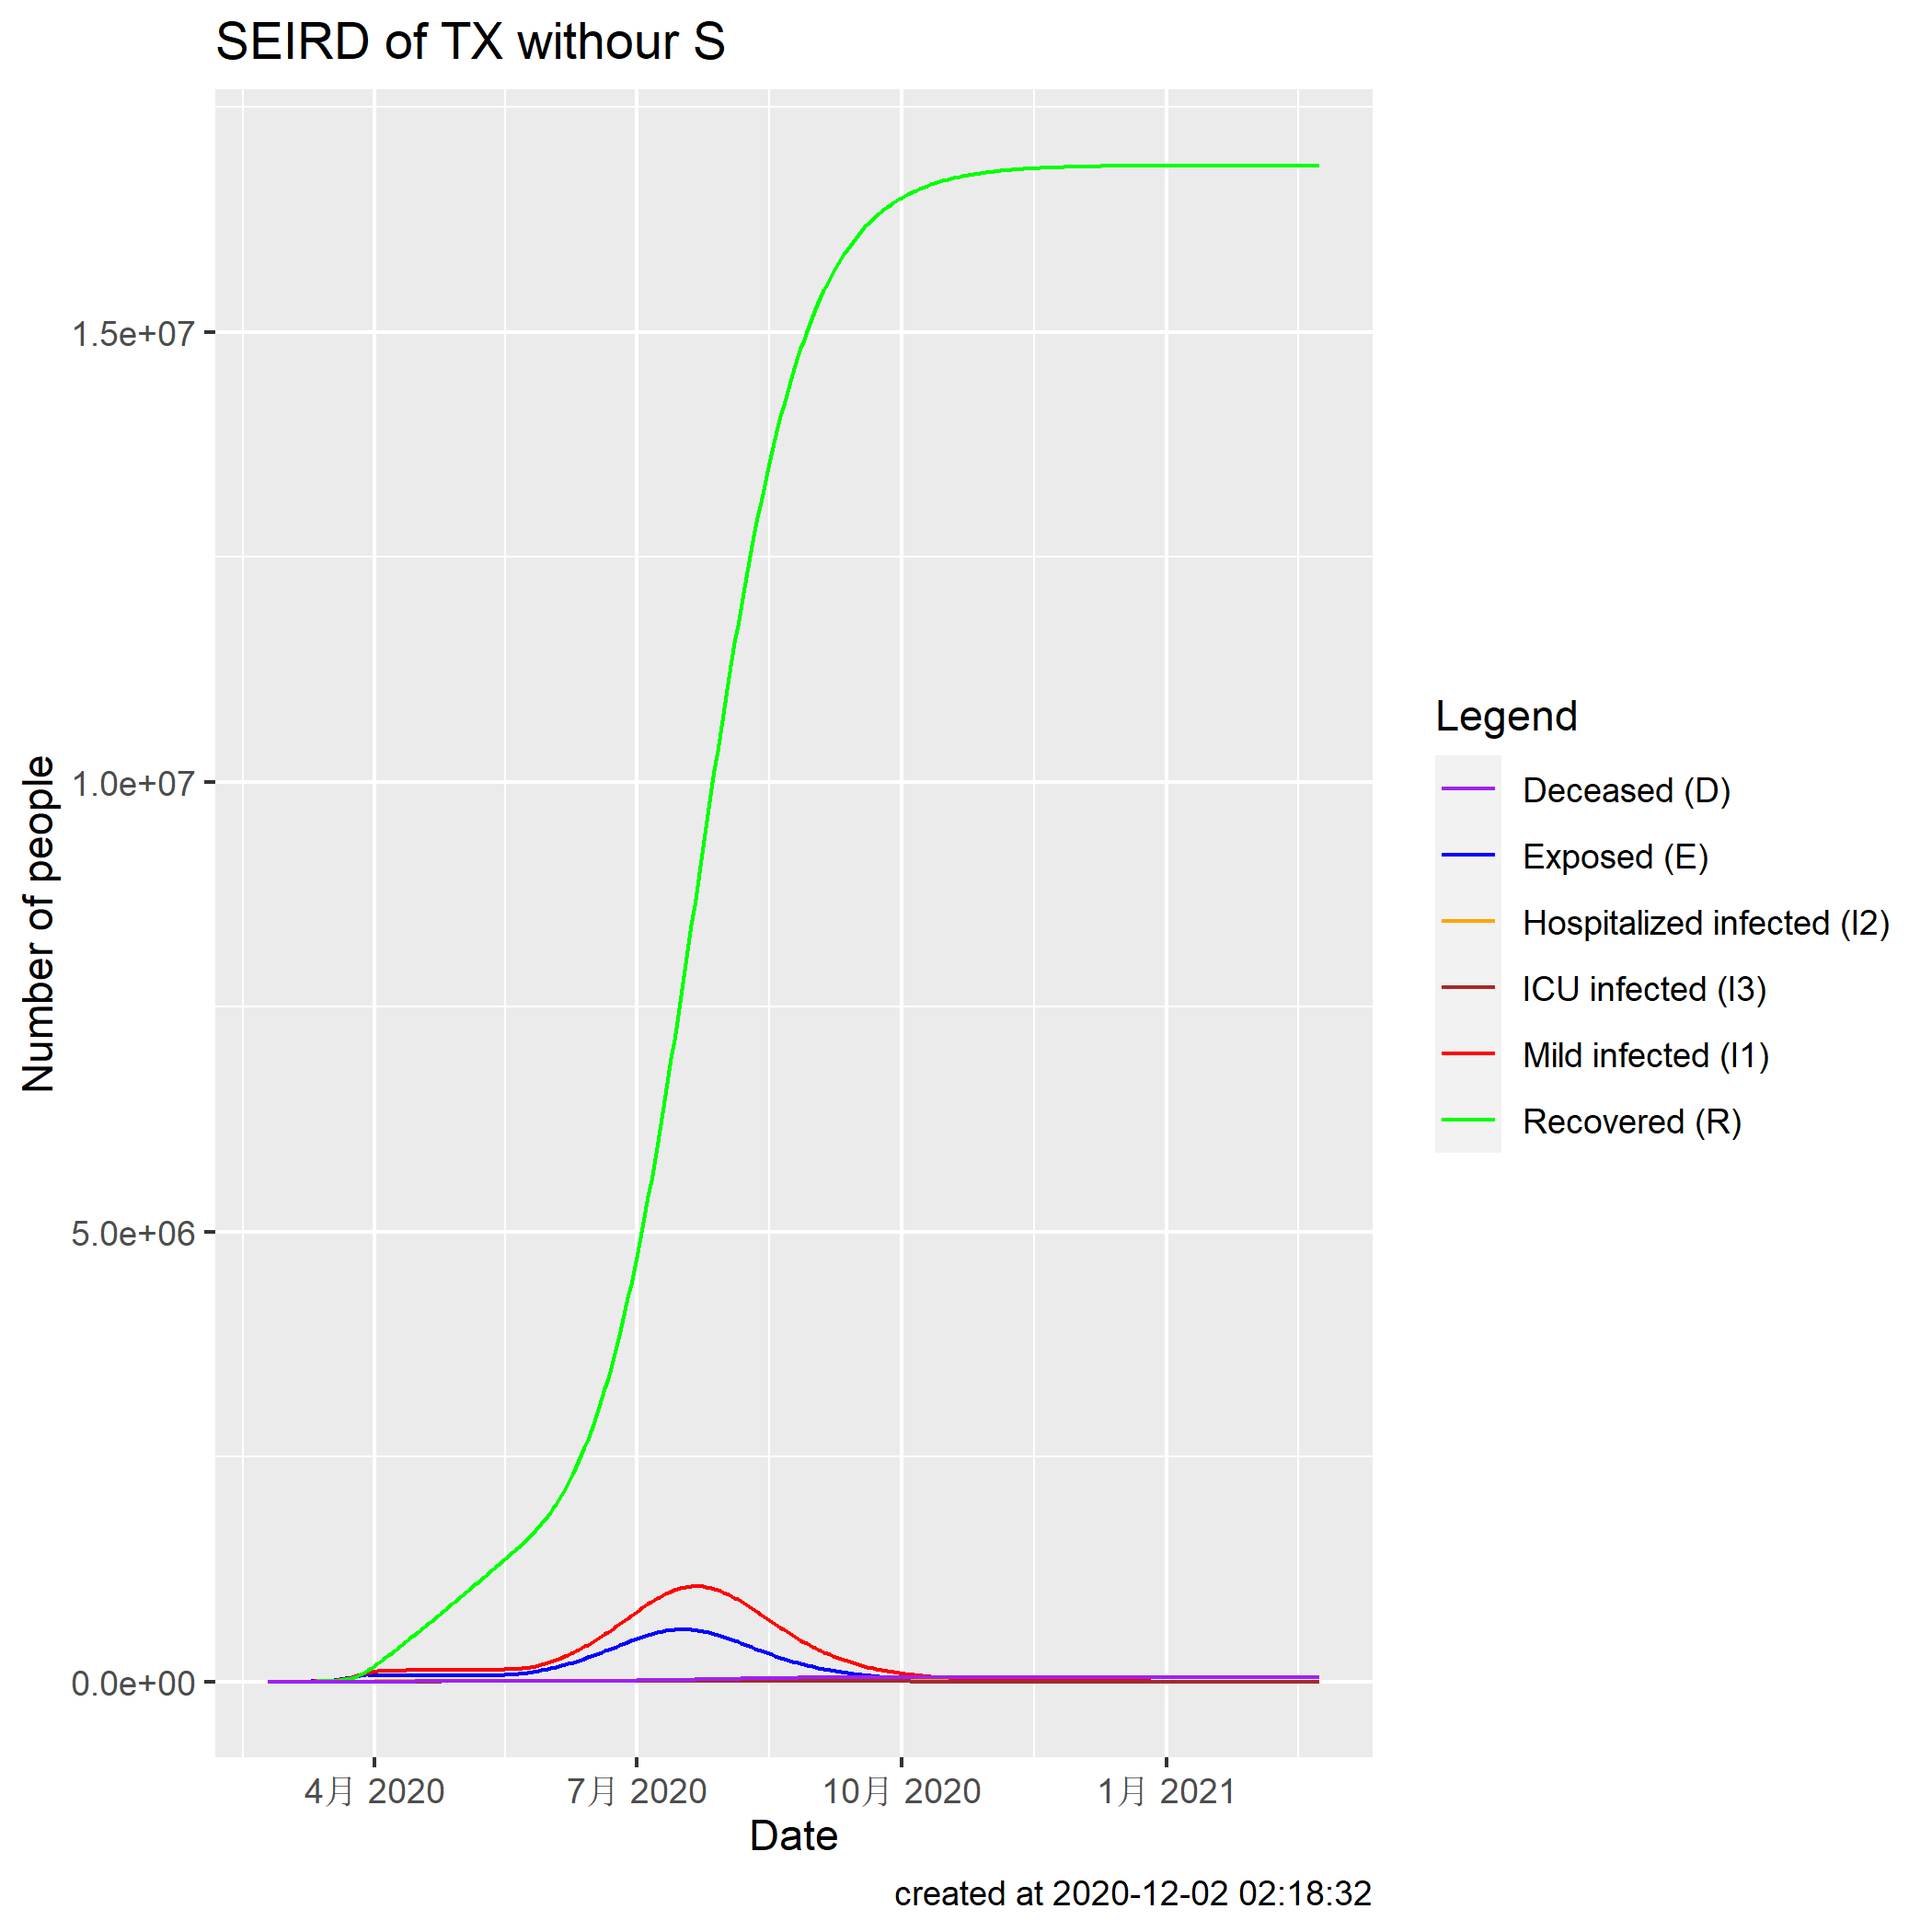 SEIRD of TX withour S
Number of people
1.5e+07
1.0e+07
5.0e+06
0.0e+00
4月 2020
7月 2020
10月 2020
1月 2021
Date
Legend
Deceased (D)
Exposed (E)
Hospitalized infected (I2)
ICU infected (I3)
Mild infected (I1)
Recovered (R)
created at 2020-12-02 02:18:32